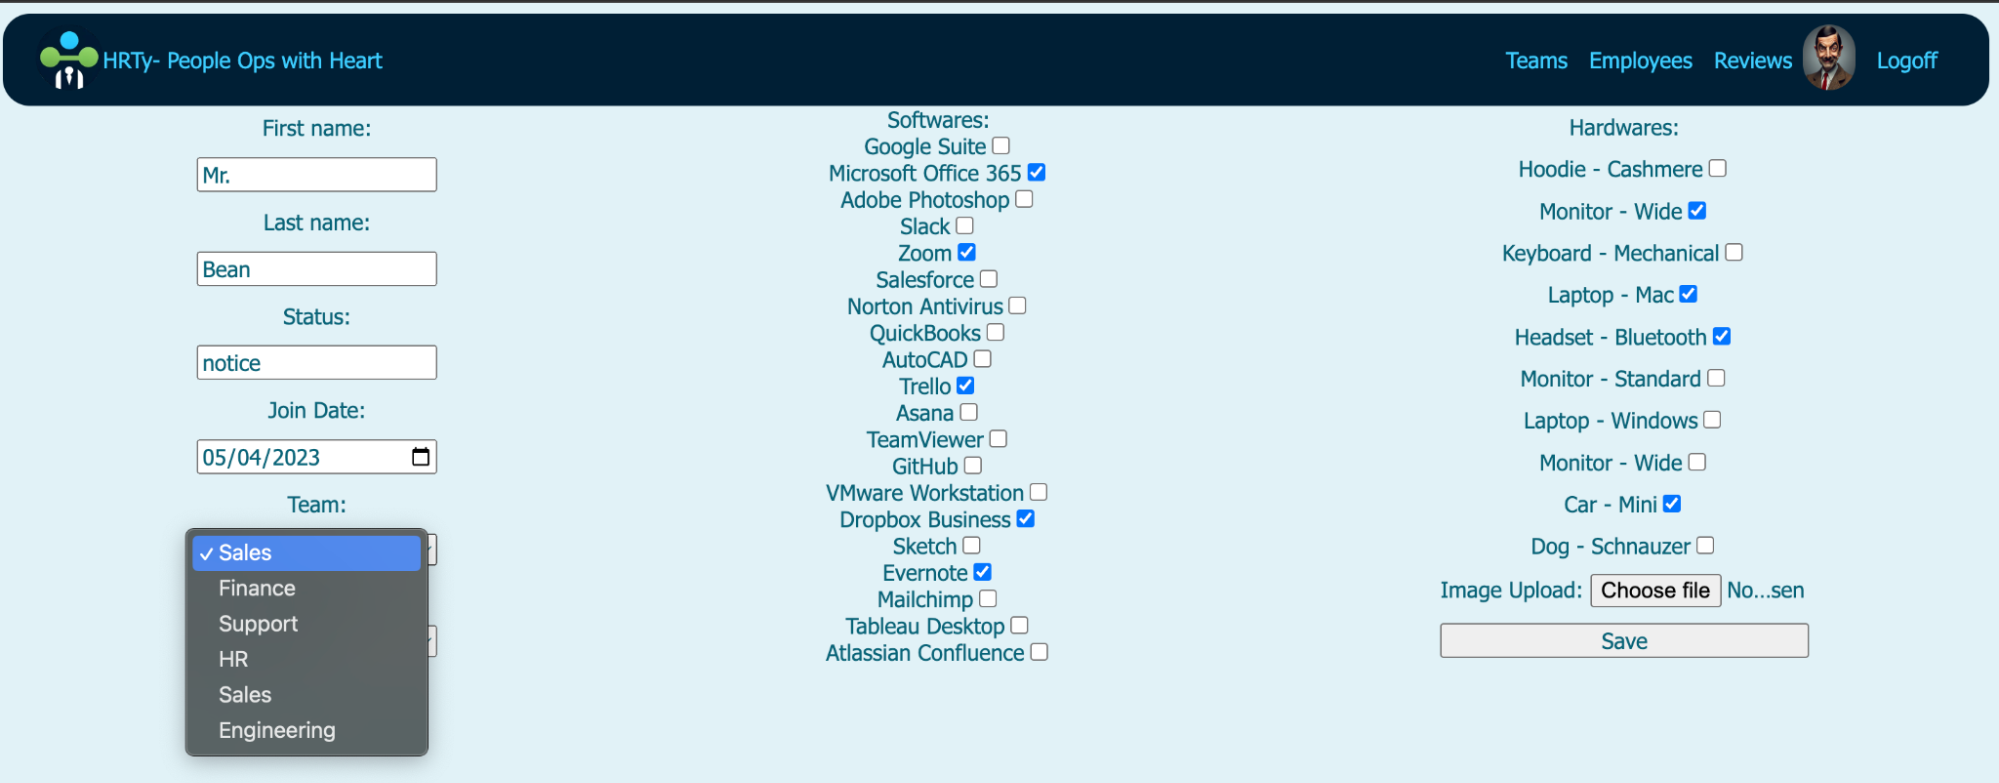 HRTy- People Ops with Heart
Teams Employees Reviews Logoff
First name:
Mr.
Last name:
Bean
Status:
notice
Join Date:
05/04/2023
Team:
✓ Sales
Finance
Support
HR
Sales
Engineering
Softwares:
Google Suite
Microsoft Office 365
Adobe Photoshop
Slack
Zoom
Salesforce
Norton Antivirus
QuickBooks
AutoCAD
Trello
Asana
TeamViewer
GitHub
VMware Workstation
Dropbox Business
Sketch
Evernote
Mailchimp
Tableau Desktop
Atlassian Confluence
Hardwares:
Hoodie - Cashmere
Monitor - Wide
Keyboard - Mechanical
Laptop - Mac
Headset - Bluetooth
Monitor - Standard
Laptop - Windows
Monitor - Wide
Car - Mini
Dog - Schnauzer
Image Upload: Choose file No...sen
Save